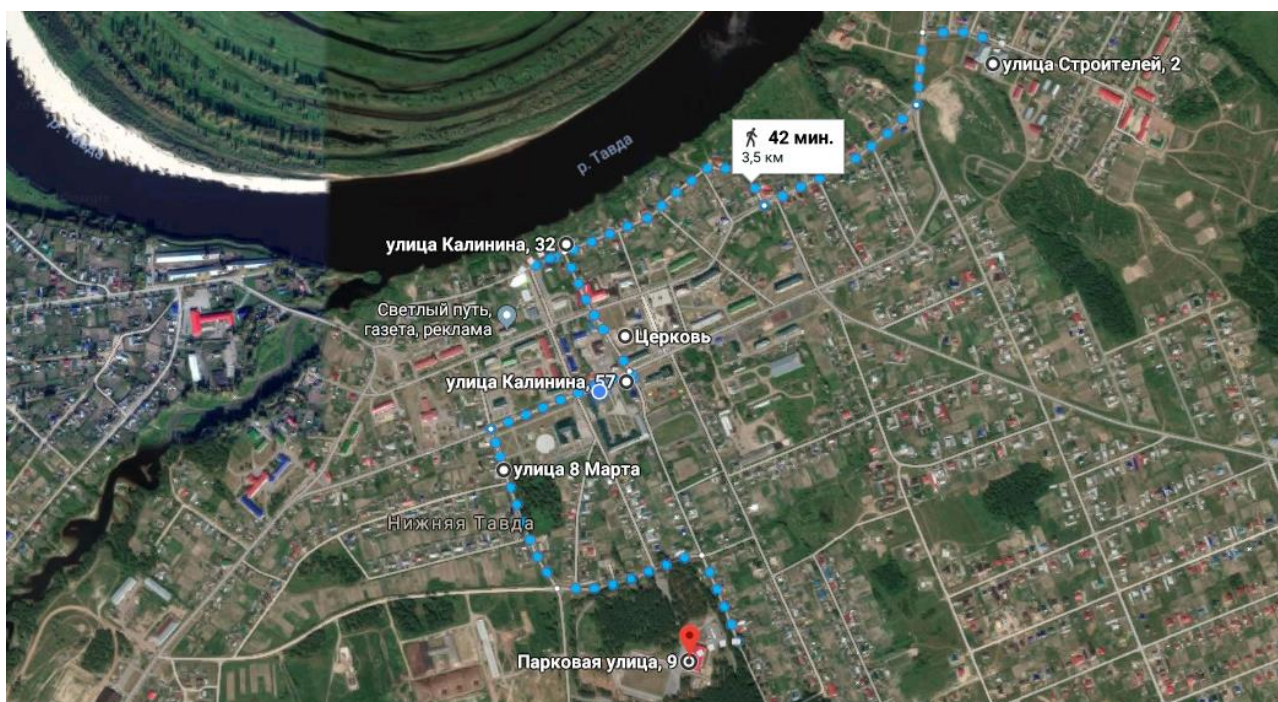 р. Тавда
улица Строителей, 2
42 мин.
3,5 км
р. Тавда
улица Калинина, 32
Светлый путь,
газета, реклама
Церковь
улица Калинина, 57
улица 8 Марта
Нижняя Тавда
Парковая улица, 9